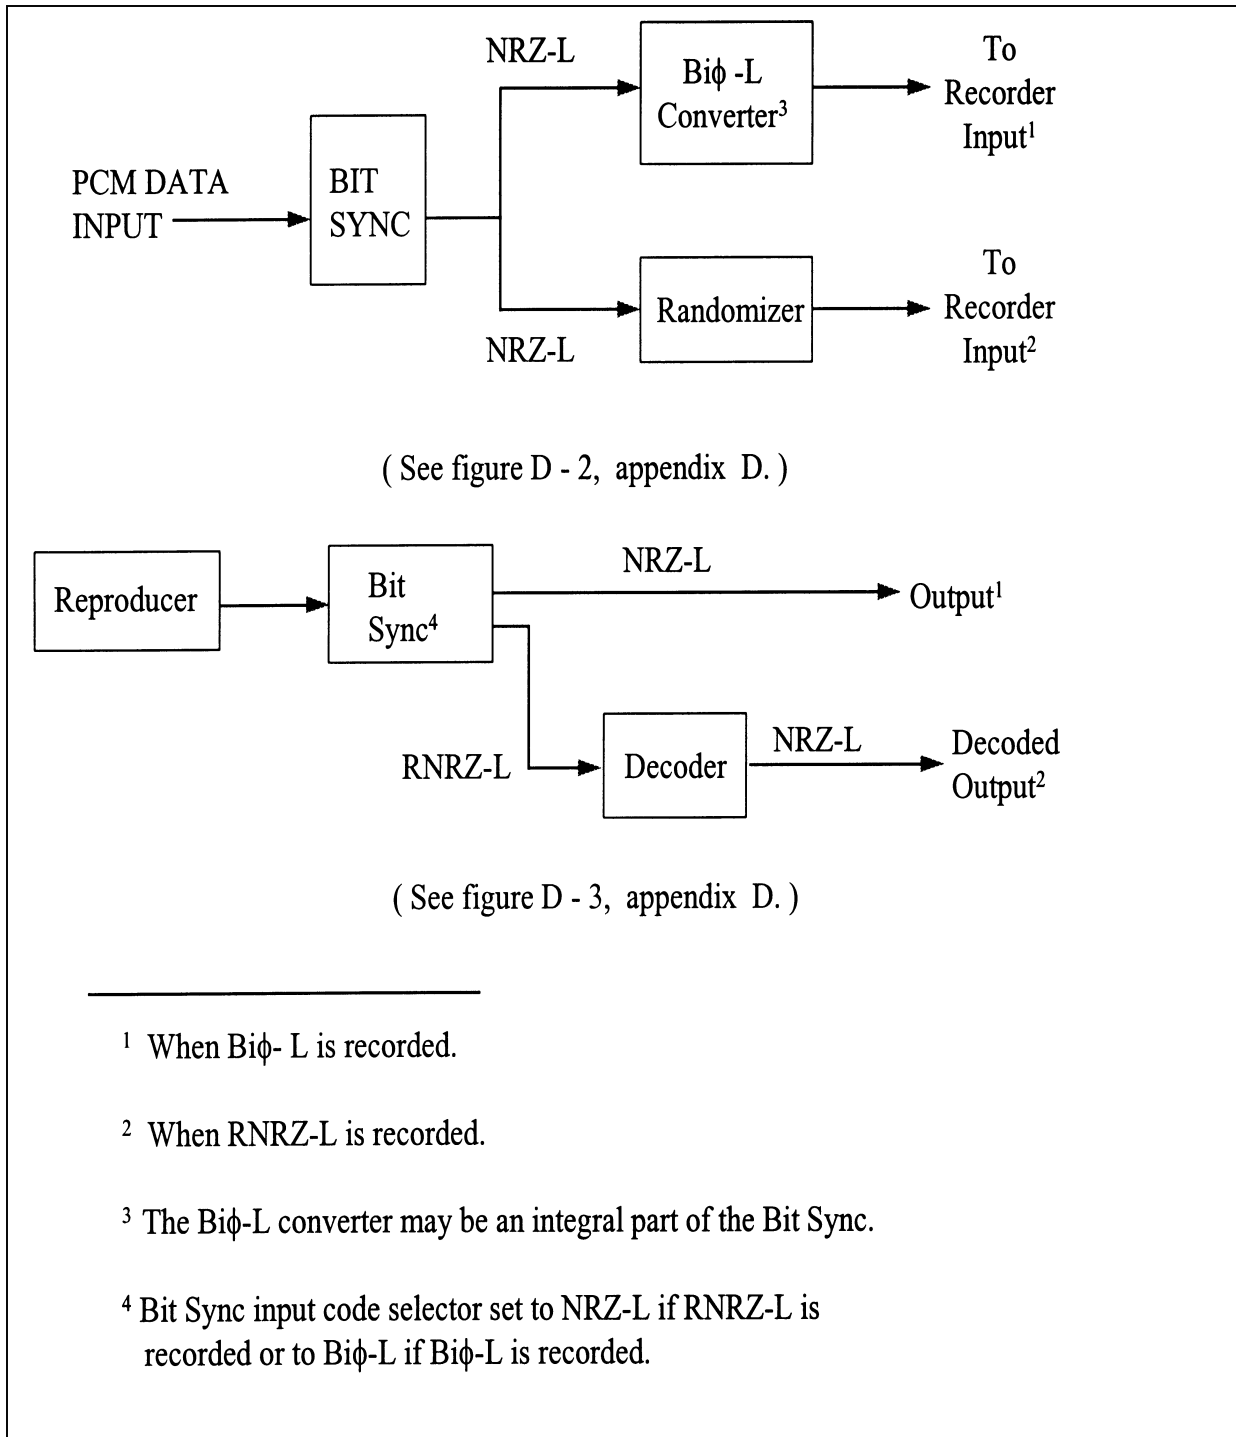 NRZ-L
Biϕ -L
Converter³
To
Recorder
Input¹
PCM DATA
INPUT
BIT
SYNC
NRZ-L
Randomizer
To
Recorder
Input²
( See figure D - 2, appendix D. )
Reproducer
Bit
Sync⁴
NRZ-L
Output¹
RNRZ-L
Decoder
NRZ-L
Decoded
Output²
( See figure D - 3, appendix D. )
¹ When Biϕ- L is recorded.
² When RNRZ-L is recorded.
³ The Biϕ-L converter may be an integral part of the Bit Sync.
⁴ Bit Sync input code selector set to NRZ-L if RNRZ-L is
recorded or to Biϕ-L if Biϕ-L is recorded.